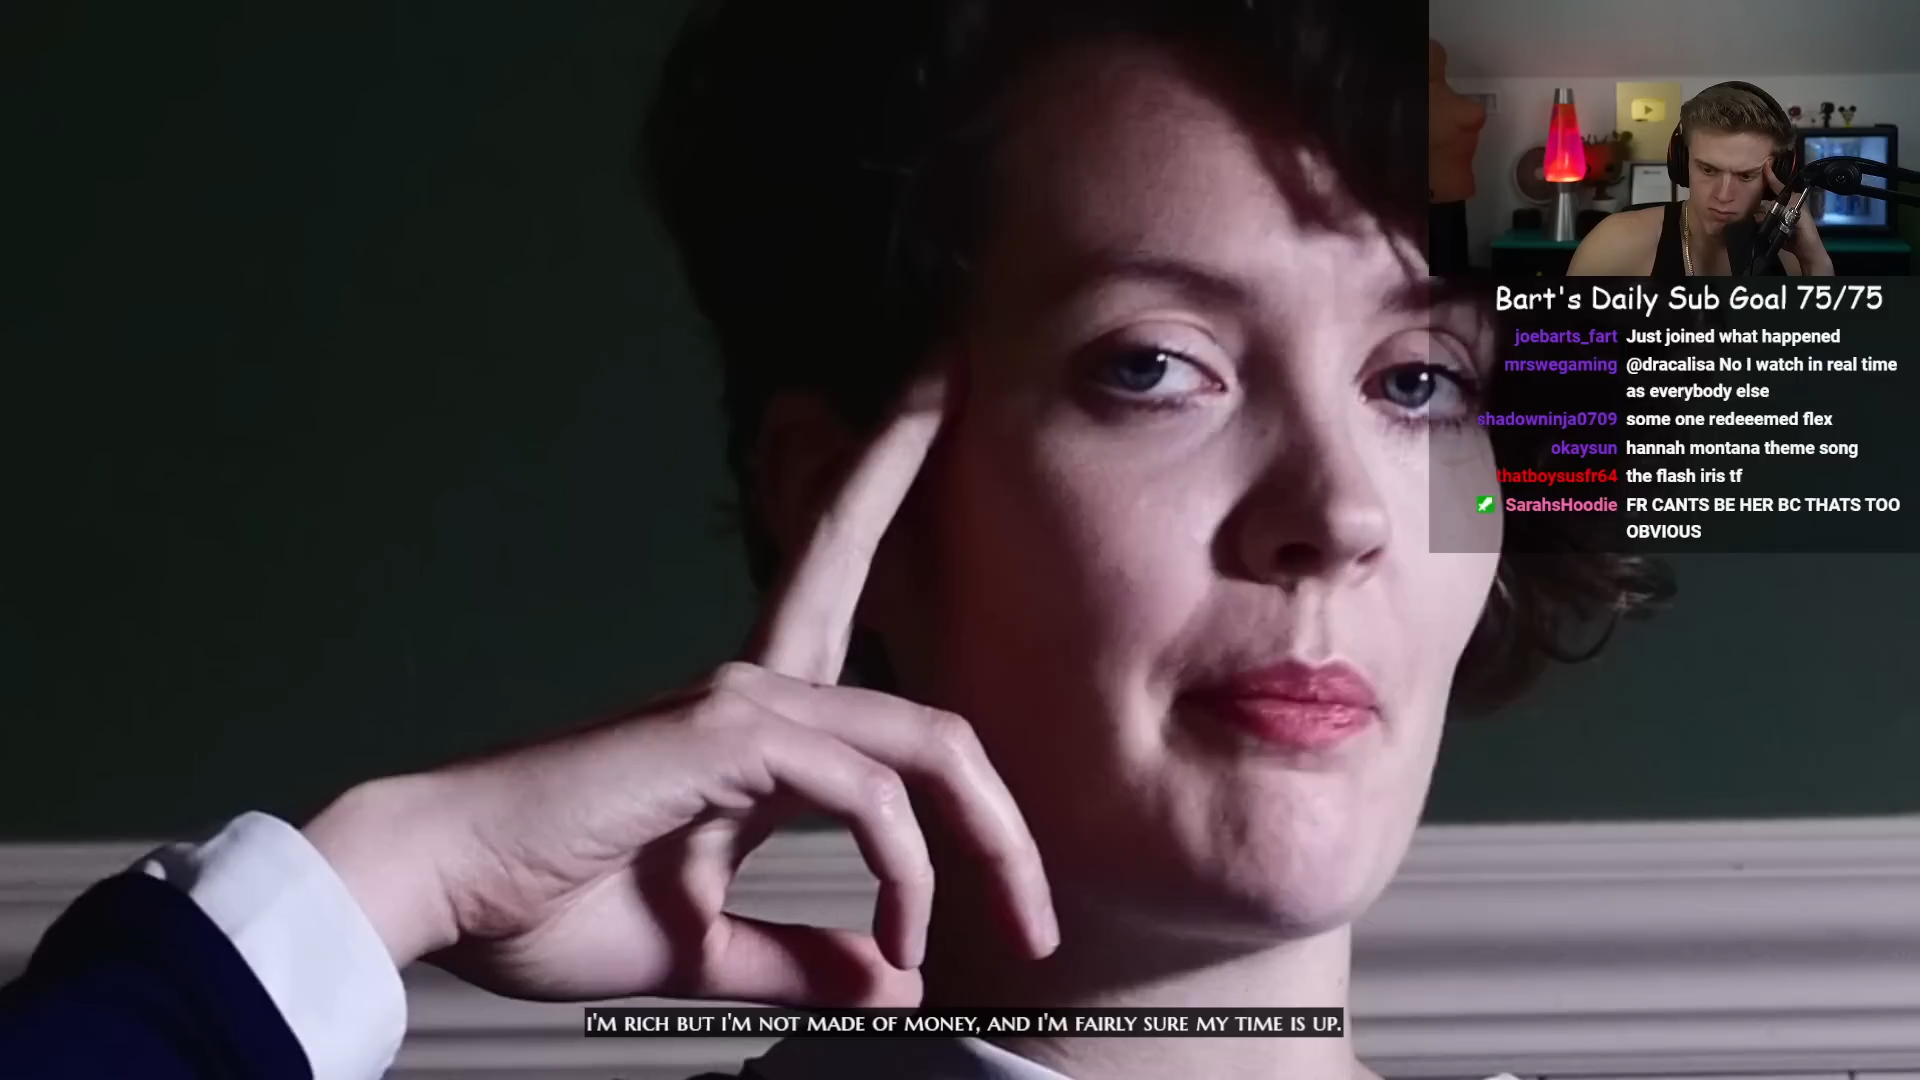 Bart's Daily Sub Goal 75/75
joebarts_fart Just joined what happened
mrswegaming @dracalisa No I watch in real time
as everybody else
shadowninja0709 some one redeeemed flex
okaysun hannah montana theme song
thatboysusfr64 the flash iris tf
SarahsHoodie FR CANTS BE HER BC THATS TOO
OBVIOUS
I'M RICH BUT I'M NOT MADE OF MONEY, AND I'M FAIRLY SURE MY TIME IS UP.